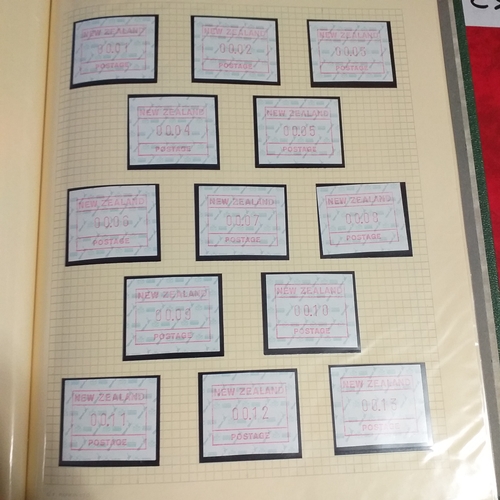 NEW ZEALAND
00.01
POSTAGE
NEW ZEALAND
00.02
POSTAGE
NEW ZEALAND
POSTAGE
NEW ZEALAND
00.04
POSTAGE
NEW ZEALAND
00.05
POSTAGE
NEW ZEALAND
00.06
POSTAGE
NEW ZEALAND
00.07
POSTAGE
NEW ZEALAND
00.08
POSTAGE
NEW ZEALAND
00.09
POSTAGE
NEW ZEALAND
00.10
POSTAGE
NEW ZEALAND
00.11
POSTAGE
NEW ZEALAND
00.12
POSTAGE
NEW ZEALAND
00.13
POSTAGE